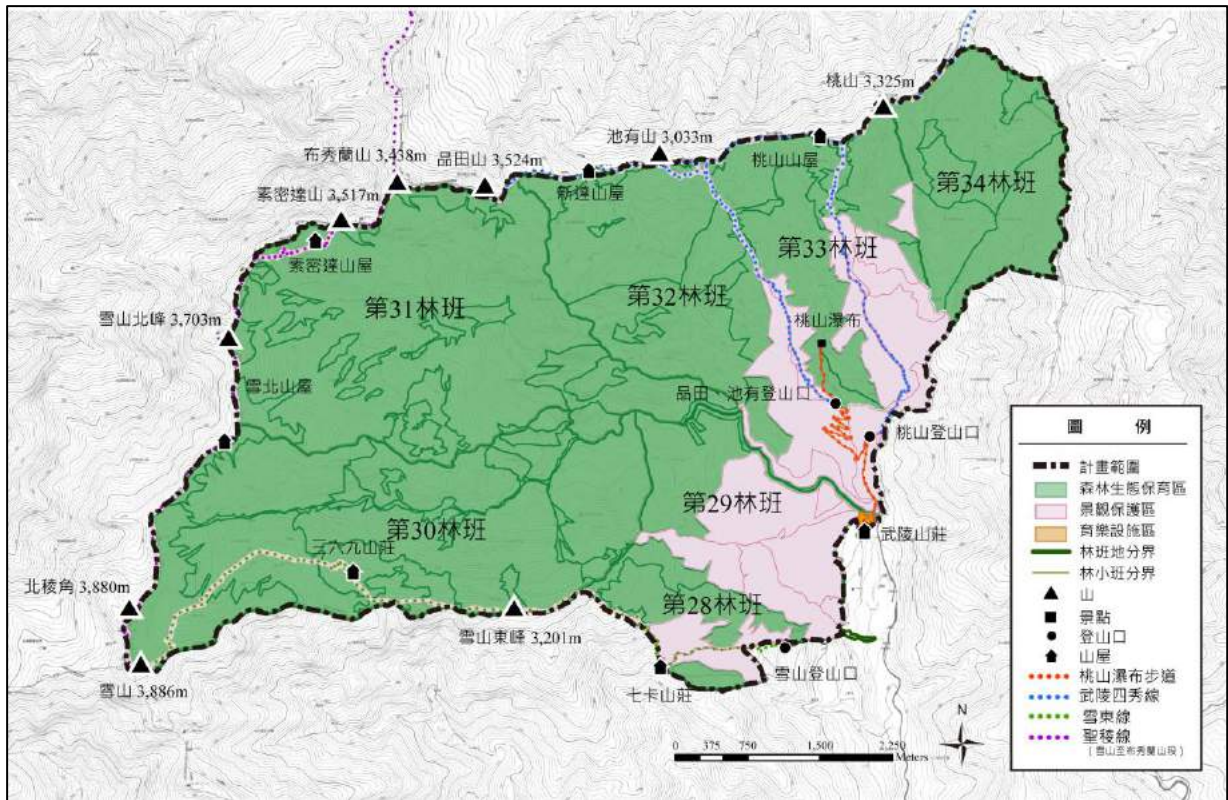 桃山 3,325m
池有山 3,033m
布秀蘭山 3,438m
品田山 3,524m
桃山山屋
素密達山 3,517m
新達山屋
第34林班
素密達山屋
第33林班
第32林班
第31林班
雪山北峰 3,703m
桃山瀑布
雪北山屋
品田、池有登山口
桃山登山口
第29林班
第30林班
武陵山莊
三六九山莊
北稜角 3,880m
第28林班
雪山東峰 3,201m
雪山 3,886m
七卡山莊
雪山登山口
圖 例
計畫範圍
森林生態保育區
景觀保護區
育樂設施區
林班地分界
林小班分界
山
景點
登山口
山屋
桃山瀑布步道
武陵四秀線
雪東線
聖稜線
(雪山至布秀蘭山段)
N
0 375 750 1,500 2,250
Meters